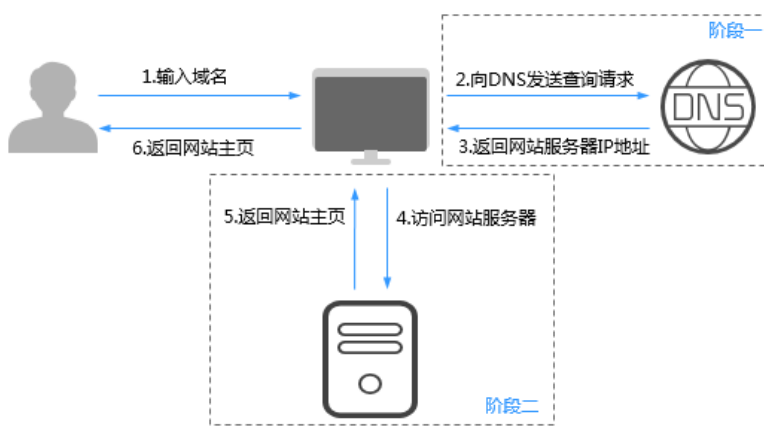 阶段一
1.输入域名
2.向DNS发送查询请求
DNS
6.返回网站主页
3.返回网站服务器IP地址
5.返回网站主页
4.访问网站服务器
阶段二